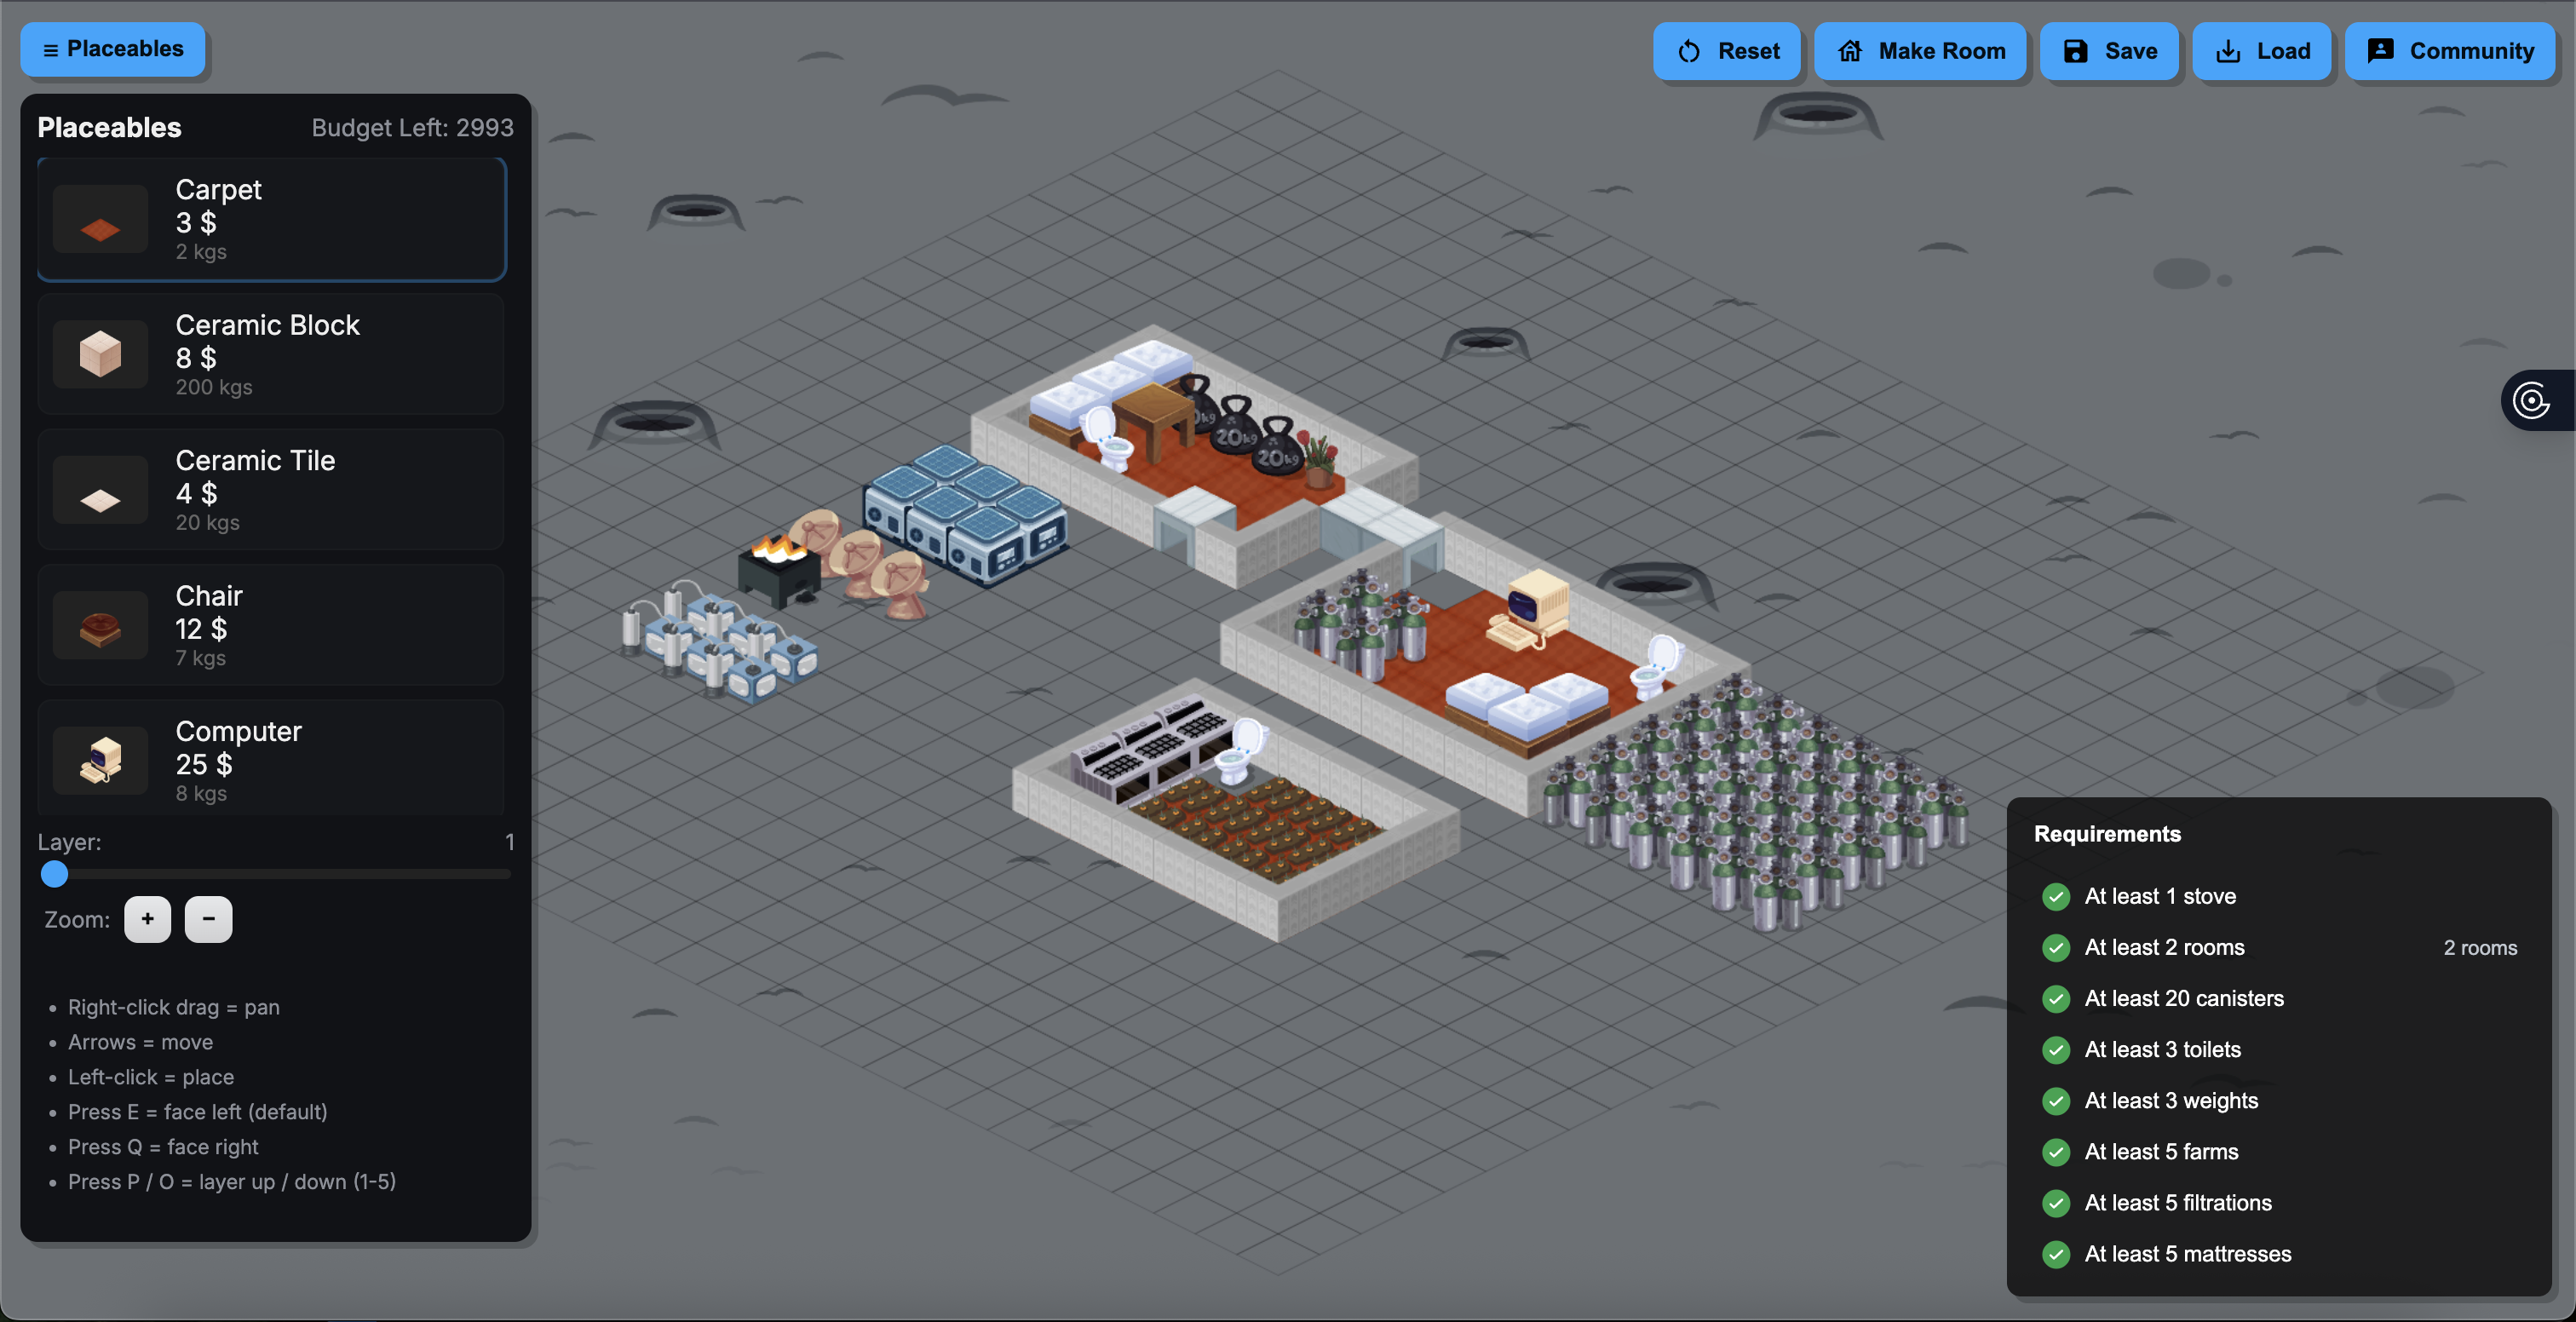 ≡ Placeables
Reset
Make Room
Save
Load
Community
Placeables
Budget Left: 2993
Carpet
3 $
2 kgs
Ceramic Block
8 $
200 kgs
Ceramic Tile
4 $
20 kgs
Chair
12 $
7 kgs
Computer
25 $
8 kgs
Layer: 1
Zoom: + −
• Right-click drag = pan
• Arrows = move
• Left-click = place
• Press E = face left (default)
• Press Q = face right
• Press P / O = layer up / down (1-5)
20kg
20kg
Requirements
At least 1 stove
At least 2 rooms 2 rooms
At least 20 canisters
At least 3 toilets
At least 3 weights
At least 5 farms
At least 5 filtrations
At least 5 mattresses